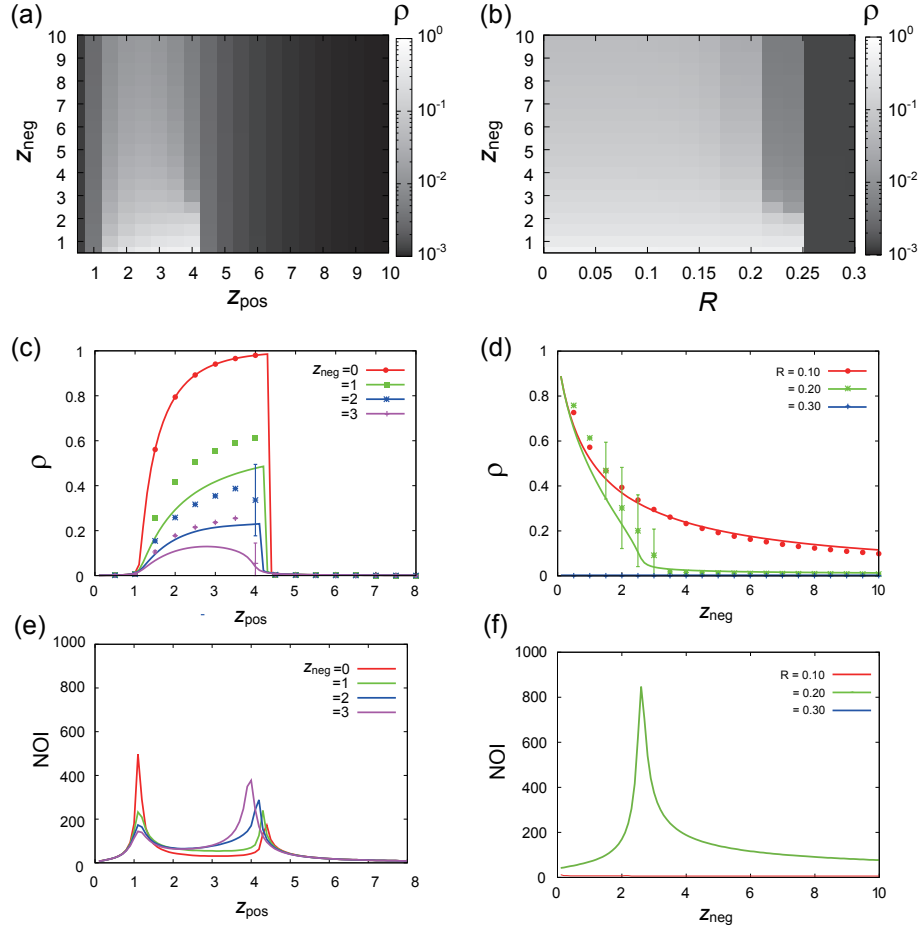 (a)
ρ
10⁰
10⁻¹
10⁻²
10⁻³
z_neg
10
9
8
7
6
5
4
3
2
1
1 2 3 4 5 6 7 8 9 10
z_pos
(b)
ρ
10⁰
10⁻¹
10⁻²
10⁻³
z_neg
10
9
8
7
6
5
4
3
2
1
0 0.05 0.1 0.15 0.2 0.25 0.3
R
(c)
ρ
1
0.8
0.6
0.4
0.2
0
z_neg =0
=1
=2
=3
0 1 2 3 4 5 6 7 8
z_pos
(d)
ρ
1
0.8
0.6
0.4
0.2
0
R = 0.10
= 0.20
= 0.30
0 2 4 6 8 10
z_neg
(e)
NOI
1000
800
600
400
200
0
z_neg =0
=1
=2
=3
0 1 2 3 4 5 6 7 8
z_pos
(f)
NOI
1000
800
600
400
200
0
R = 0.10
= 0.20
= 0.30
0 2 4 6 8 10
z_neg